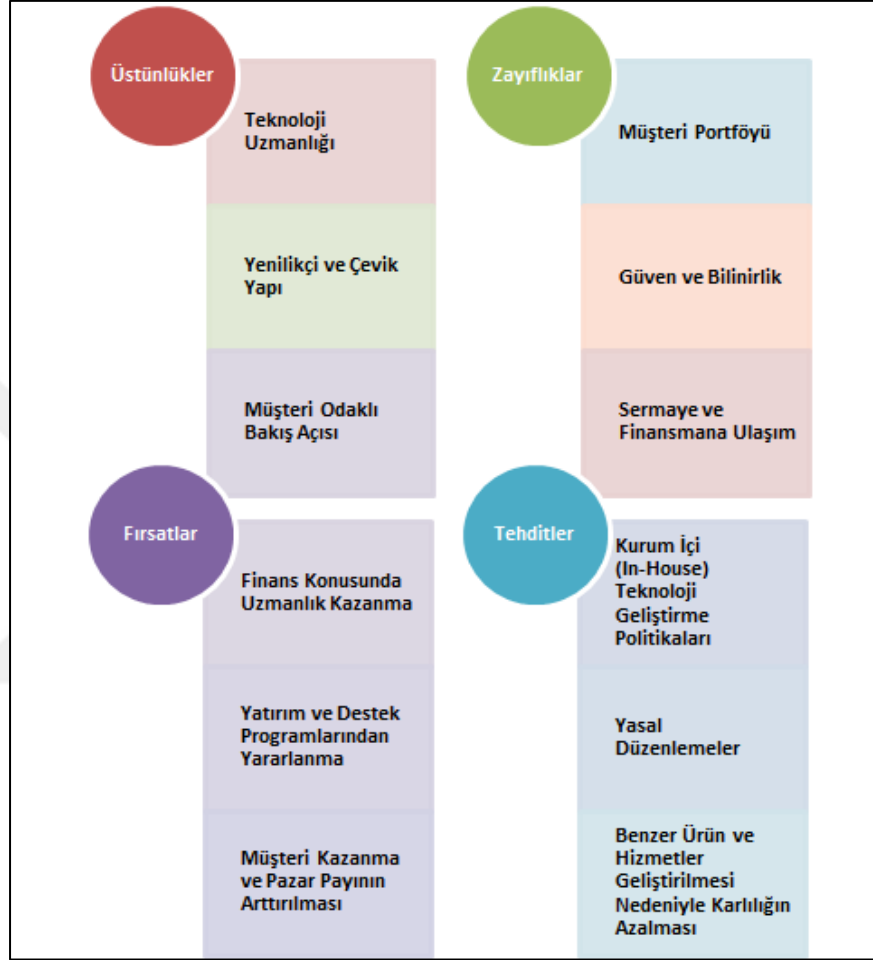 Üstünlükler
Teknoloji
Uzmanlığı
Yenilikçi ve Çevik
Yapı
Müşteri Odaklı
Bakış Açısı
Zayıflıklar
Müşteri Portföyü
Güven ve Bilinirlik
Sermaye ve
Finansmana Ulaşım
Fırsatlar
Finans Konusunda
Uzmanlık Kazanma
Yatırım ve Destek
Programlarından
Yararlanma
Müşteri Kazanma
ve Pazar Payının
Arttırılması
Tehditler
Kurum İçi
(In-House)
Teknoloji
Geliştirme
Politikaları
Yasal
Düzenlemeler
Benzer Ürün ve
Hizmetler
Geliştirilmesi
Nedeniyle Karlılığın
Azalması